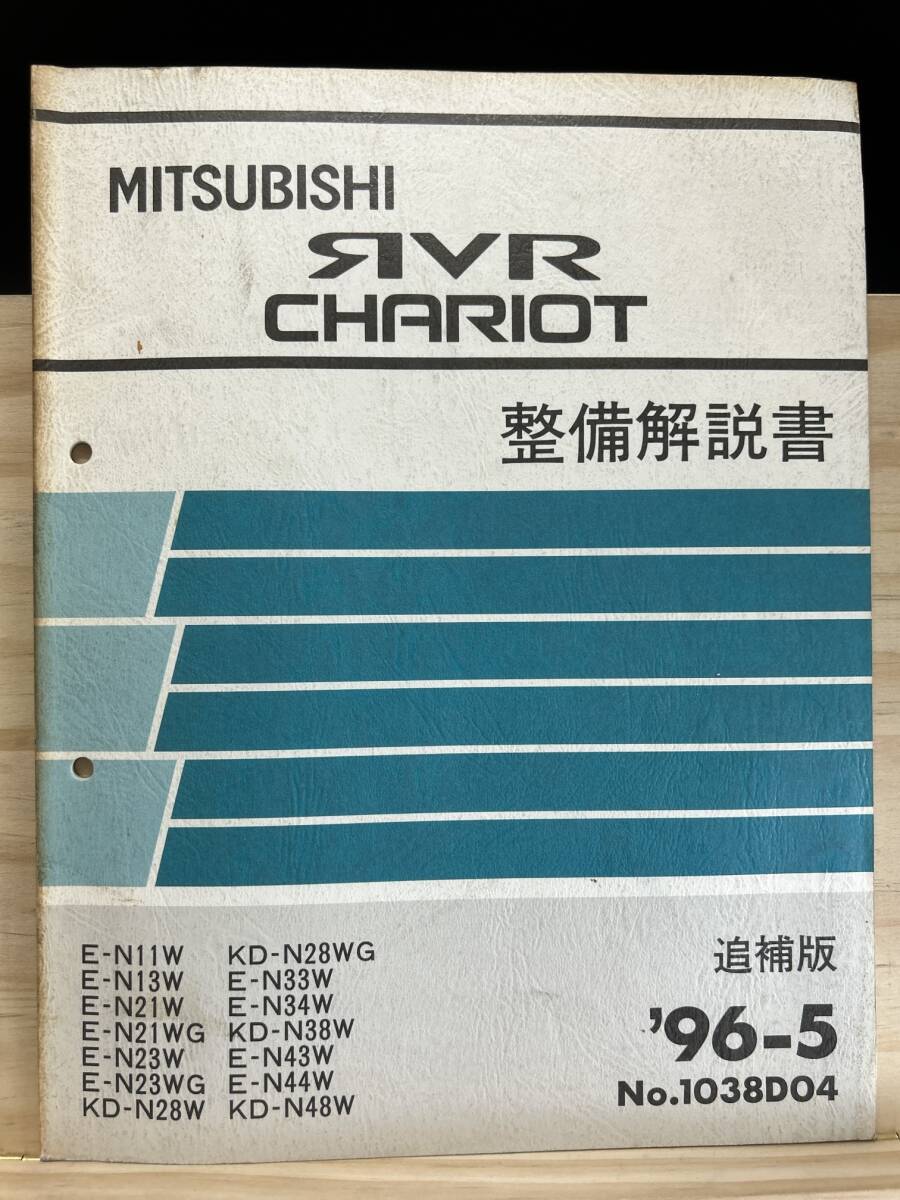 MITSUBISHI
RVR
CHARIOT
整備解説書
E-N11W KD-N28WG
E-N13W E-N33W
E-N21W E-N34W
E-N21WG KD-N38W
E-N23W E-N43W
E-N23WG E-N44W
KD-N28W KD-N48W
追補版
'96-5
No.1038D04